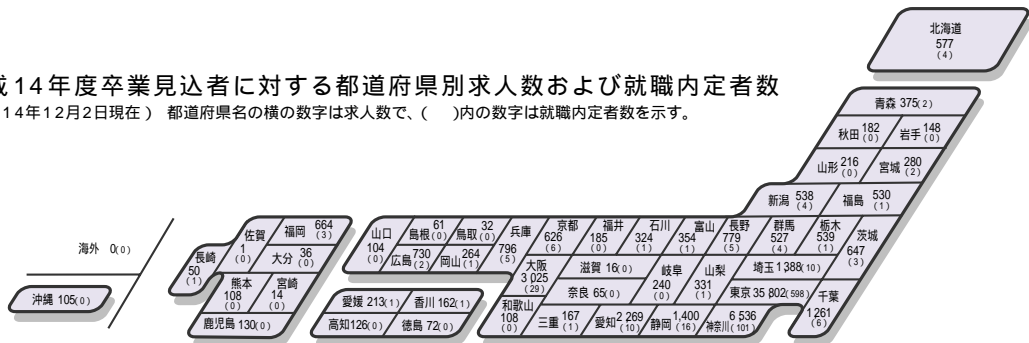 成14年度卒業見込者に対する都道府県別求人数および就職内定者数
14年12月2日現在） 都道府県名の横の数字は求人数で、(　)内の数字は就職内定者数を示す。
北海道
577
(4)
青森 375(2)
秋田 182
(0)
岩手 148
(0)
山形 216
(0)
宮城 280
(2)
新潟 538
(4)
福島 530
(1)
海外 0(0)
沖縄 105(0)
佐賀
1
(0)
福岡 664
(3)
長崎
50
(1)
大分 36
(0)
熊本
108
(0)
宮崎
14
(0)
鹿児島 130(0)
山口
104
(0)
島根 61
(0)
鳥取 32
(0)
広島 730
(2)
岡山 264
(1)
兵庫
796
(5)
京都
626
(6)
福井
185
(0)
石川
324
(1)
富山
354
(1)
長野
779
(5)
群馬
527
(4)
栃木
539
(1)
茨城
647
(3)
大阪
3 025
(29)
滋賀 16(0)
岐阜
240
(0)
山梨
331
(1)
埼玉 1 388(10)
奈良 65(0)
東京 35 802(598)
千葉
1 261
(6)
和歌山
108
(0)
三重 167
(1)
愛知 2 269
(10)
静岡 1,400
(16)
神奈川 6 536
(101)
愛媛 213(1)
香川 162(1)
高知 126(0)
徳島 72(0)